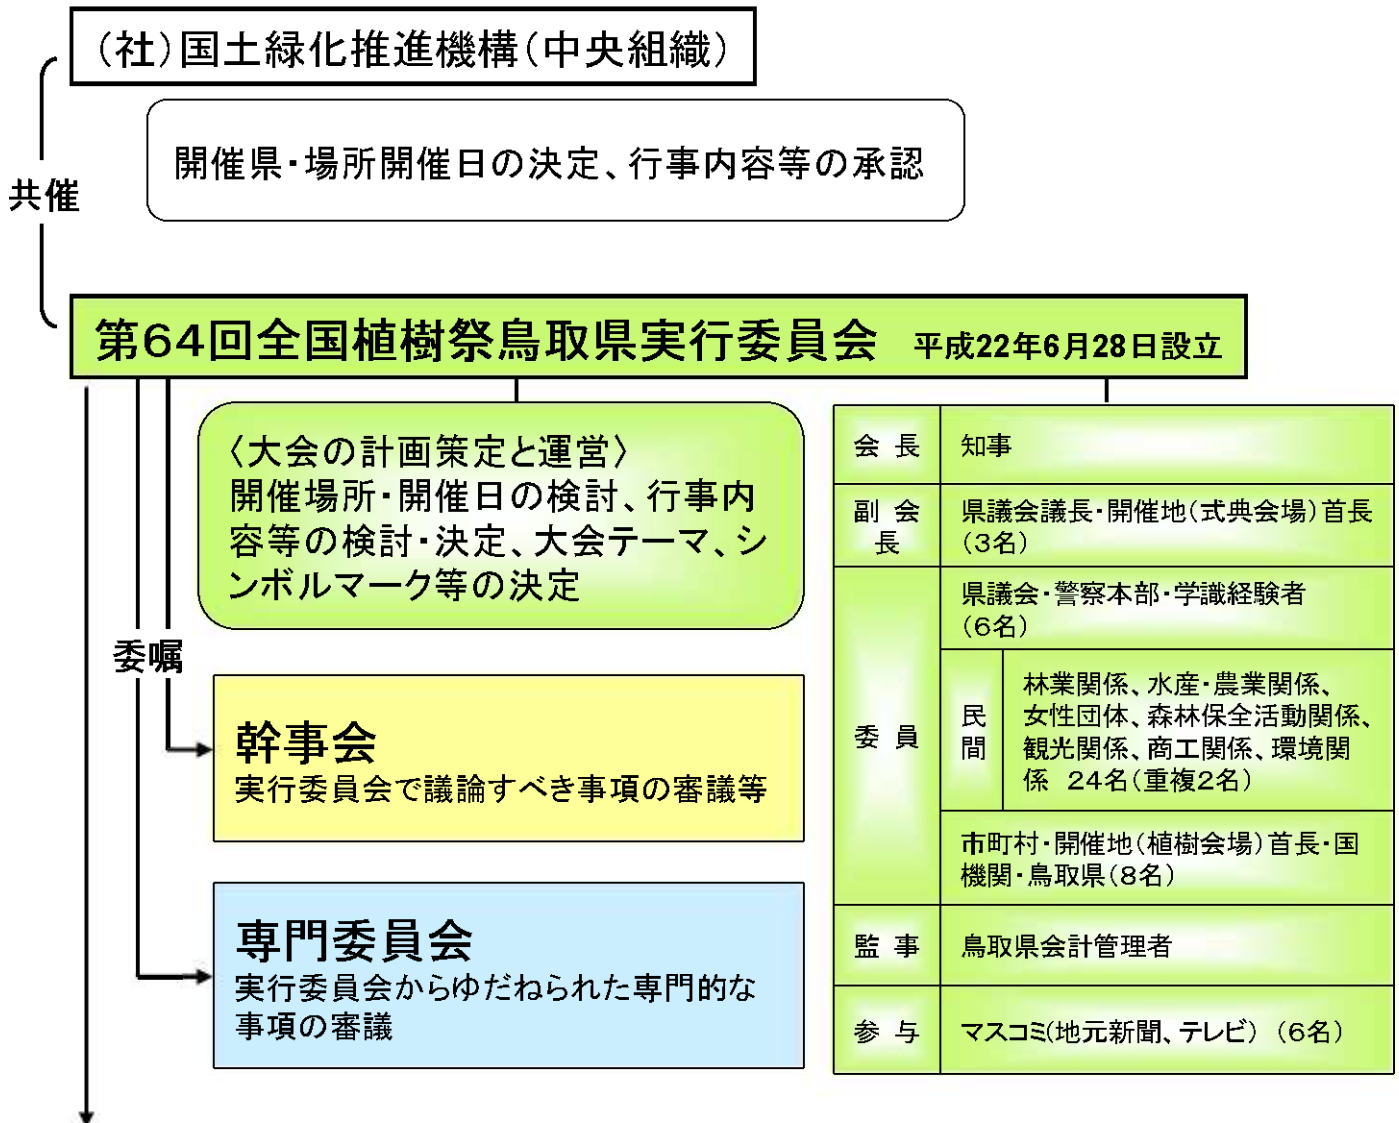 （社）国土緑化推進機構（中央組織）
開催県・場所開催日の決定、行事内容等の承認
共催
第64回全国植樹祭鳥取県実行委員会　平成22年6月28日設立
〈大会の計画策定と運営〉
開催場所・開催日の検討、行事内
容等の検討・決定、大会テーマ、シ
ンボルマーク等の決定
委嘱
幹事会
実行委員会で議論すべき事項の審議等
専門委員会
実行委員会からゆだねられた専門的な
事項の審議
会 長
知事
副 会
長
県議会議長・開催地（式典会場）首長
（3名）
委 員
県議会・警察本部・学識経験者
（6名）
民
間
林業関係、水産・農業関係、
女性団体、森林保全活動関係、
観光関係、商工関係、環境関
係　24名（重複2名）
市町村・開催地（植樹会場）首長・国
機関・鳥取県（8名）
監 事
鳥取県会計管理者
参 与
マスコミ(地元新聞、テレビ）（6名）